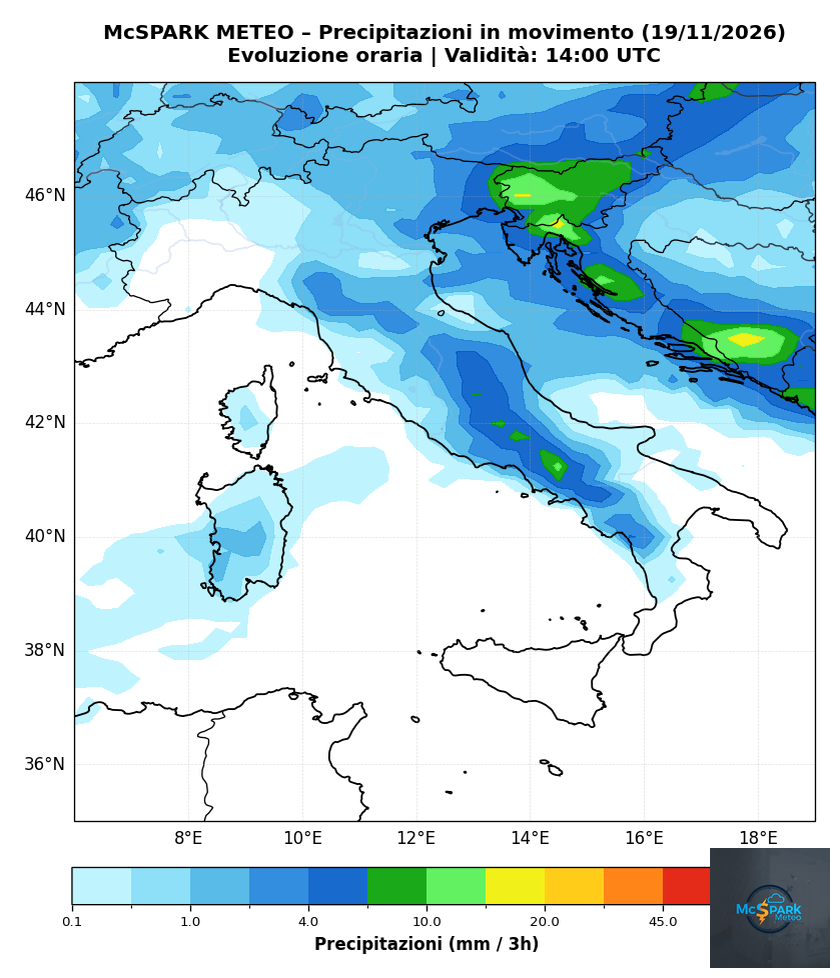 McSPARK METEO – Precipitazioni in movimento (19/11/2026)
Evoluzione oraria | Validità: 14:00 UTC
46°N
44°N
42°N
40°N
38°N
36°N
8°E 10°E 12°E 14°E 16°E 18°E
0.1 1.0 4.0 10.0 20.0 45.0
Precipitazioni (mm / 3h)
McSPARK
Meteo